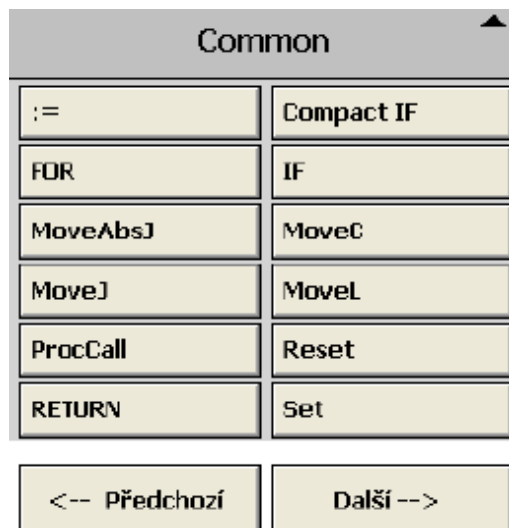 Common
:= Compact IF
FOR IF
MoveAbsJ MoveC
MoveJ MoveL
ProcCall Reset
RETURN Set
<-- Předchozí Další -->